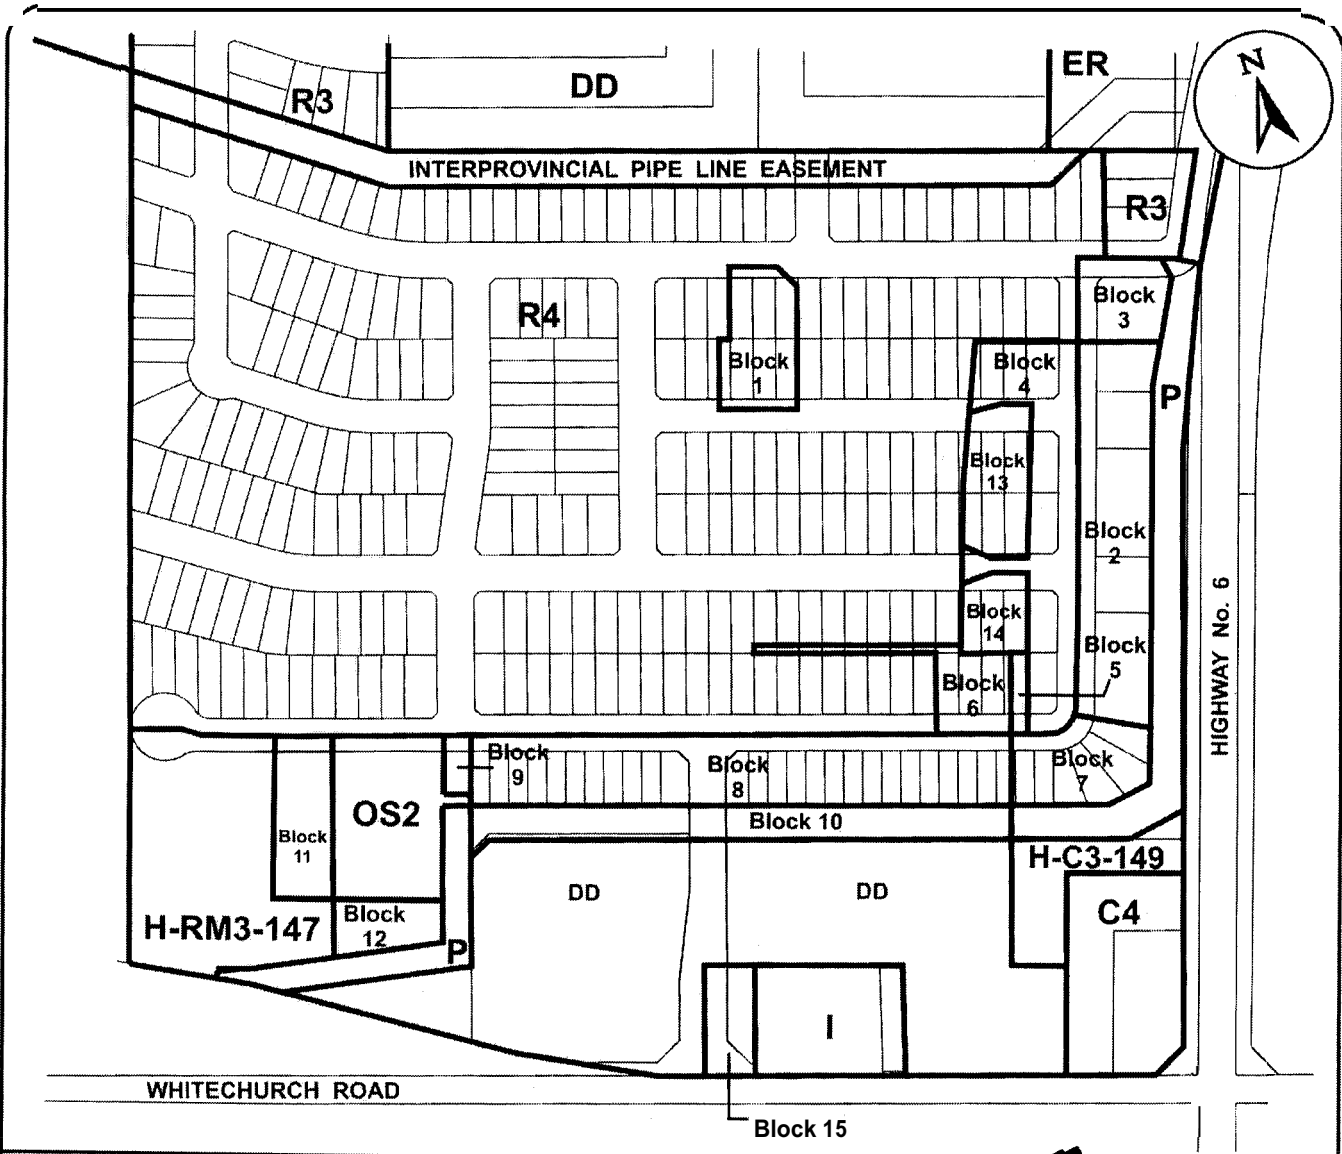 ER
N
DD
R3
INTERPROVINCIAL PIPE LINE EASEMENT
R3
Block
3
R4
Block
1
Block
4
P
Block
13
Block
2
HIGHWAY No. 6
Block
14
Block
5
Block
6
Block
9
Block
8
Block
7
OS2
Block 10
Block
11
H-C3-149
DD
DD
C4
Block
12
H-RM3-147
P
I
WHITECHURCH ROAD
Block 15